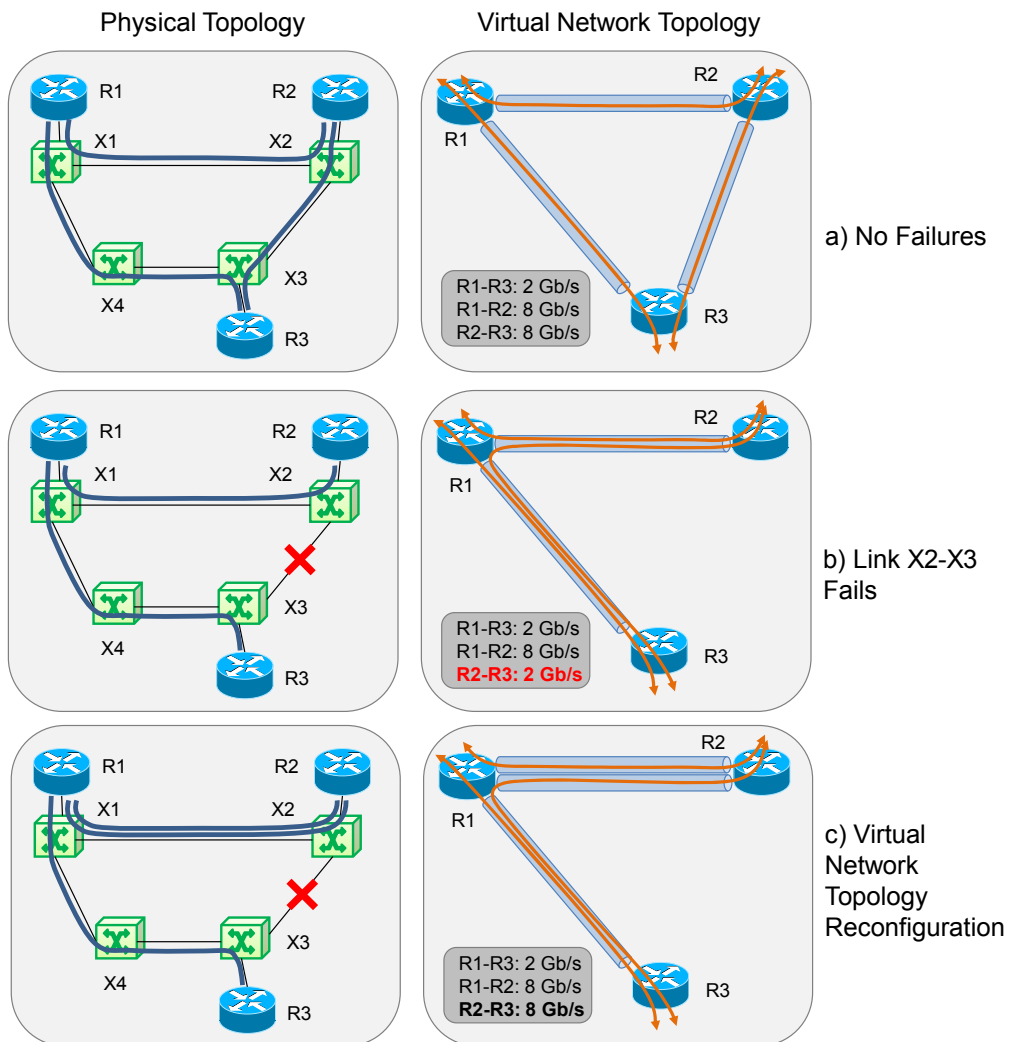 Physical Topology
Virtual Network Topology
R1
R2
X1
X2
X4
X3
R3
R1
R2
R3
R1-R3: 2 Gb/s
R1-R2: 8 Gb/s
R2-R3: 8 Gb/s
a) No Failures
R1
R2
X1
X2
X3
X4
R3
R2
R1
R3
R1-R3: 2 Gb/s
R1-R2: 8 Gb/s
R2-R3: 2 Gb/s
b) Link X2-X3
Fails
R1
R2
X1
X2
X3
X4
R3
R2
R1
R3
R1-R3: 2 Gb/s
R1-R2: 8 Gb/s
R2-R3: 8 Gb/s
c) Virtual
Network
Topology
Reconfiguration